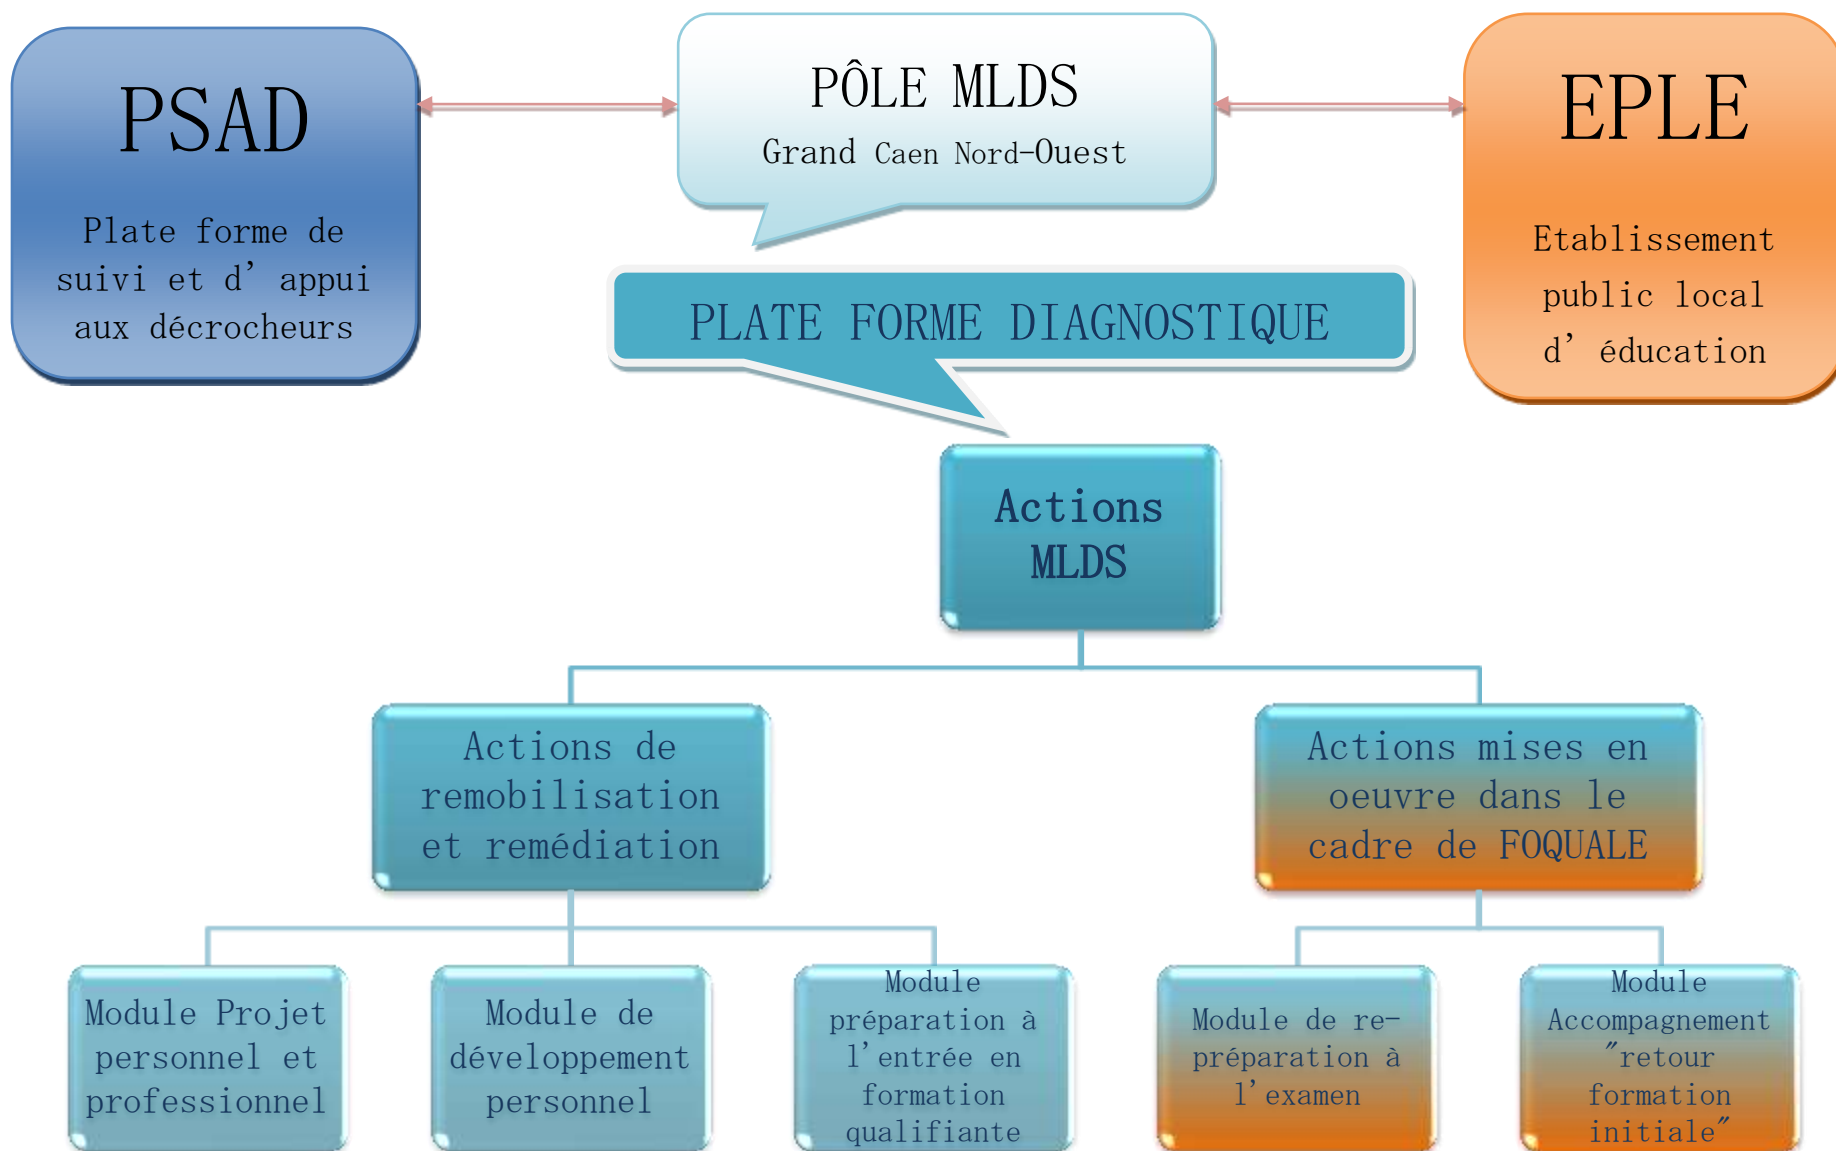 PSAD
Plate forme de
suivi et d’appui
aux décrocheurs
PÔLE MLDS
Grand Caen Nord-Ouest
EPLE
Etablissement
public local
d’éducation
PLATE FORME DIAGNOSTIQUE
Actions
MLDS
Actions de
remobilisation
et remédiation
Actions mises en
oeuvre dans le
cadre de FOQUALE
Module Projet
personnel et
professionnel
Module de
développement
personnel
Module
préparation à
l’entrée en
formation
qualifiante
Module de re-
préparation à
l’examen
Module
Accompagnement
"retour
formation
initiale"